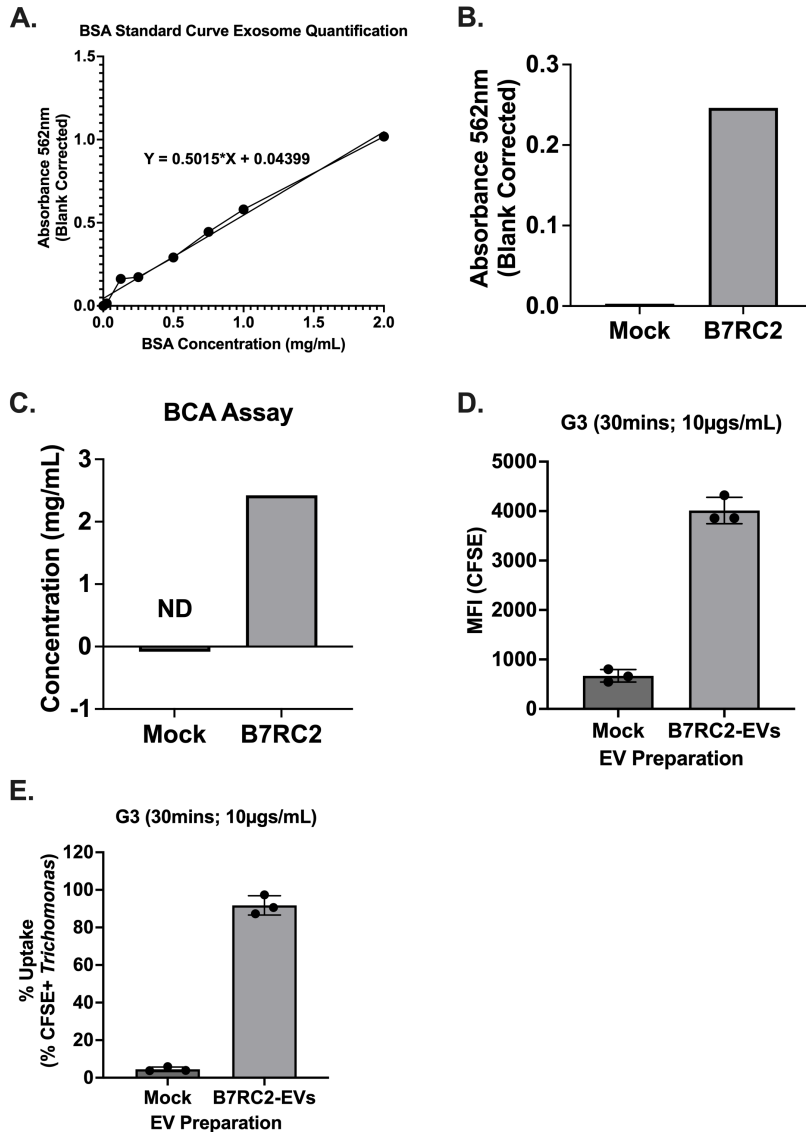 A.
BSA Standard Curve Exosome Quantification
Absorbance 562nm
(Blank Corrected)
1.5
1.0
0.5
0.0
Y = 0.5015*X + 0.04399
0.0
0.5
1.0
1.5
2.0
BSA Concentration (mg/mL)
B.
Absorbance 562nm
(Blank Corrected)
0.3
0.2
0.1
0.0
Mock
B7RC2
C.
BCA Assay
Concentration (mg/mL)
3
2
1
0
-1
ND
Mock
B7RC2
D.
G3 (30mins; 10µgs/mL)
MFI (CFSE)
5000
4000
3000
2000
1000
0
Mock
B7RC2-EVs
EV Preparation
E.
G3 (30mins; 10µgs/mL)
% Uptake
(% CFSE+ Trichomonas)
120
100
80
60
40
20
0
Mock
B7RC2-EVs
EV Preparation